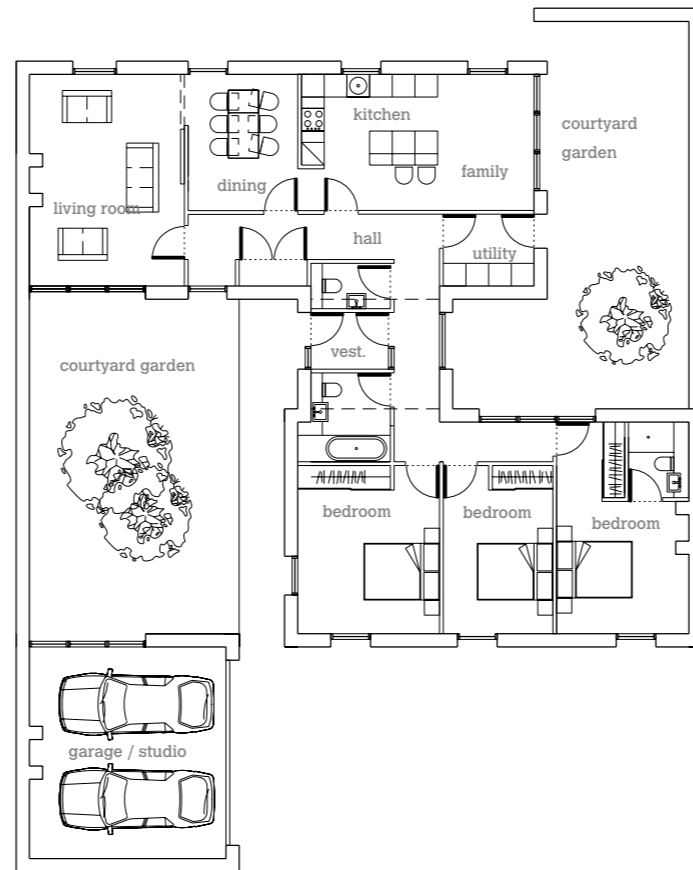 kitchen
courtyard
garden
family
dining
living room
hall
utility
vest.
courtyard garden
bedroom
bedroom
bedroom
garage / studio